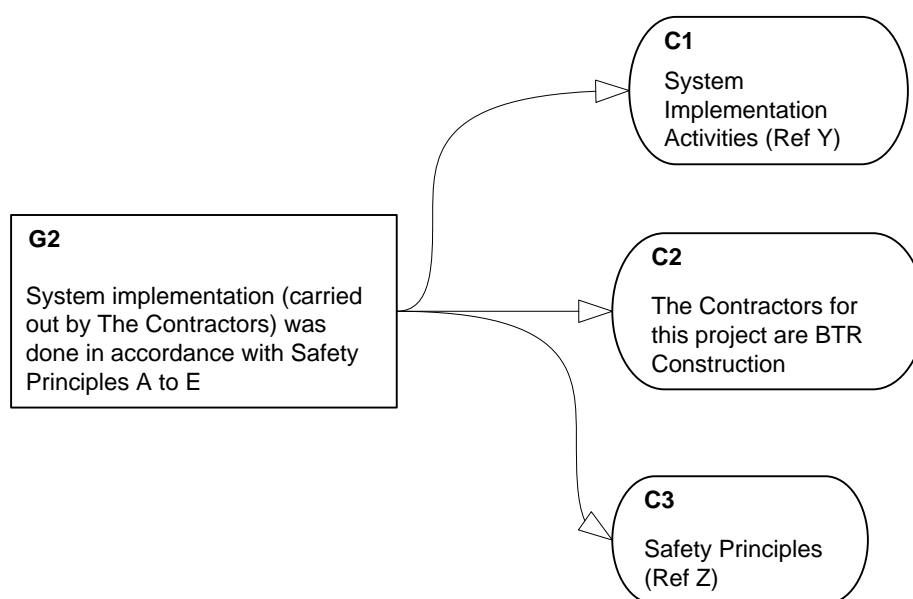 C1
System
Implementation
Activities (Ref Y)
G2
System implementation (carried
out by The Contractors) was
done in accordance with Safety
Principles A to E
C2
The Contractors for
this project are BTR
Construction
C3
Safety Principles
(Ref Z)